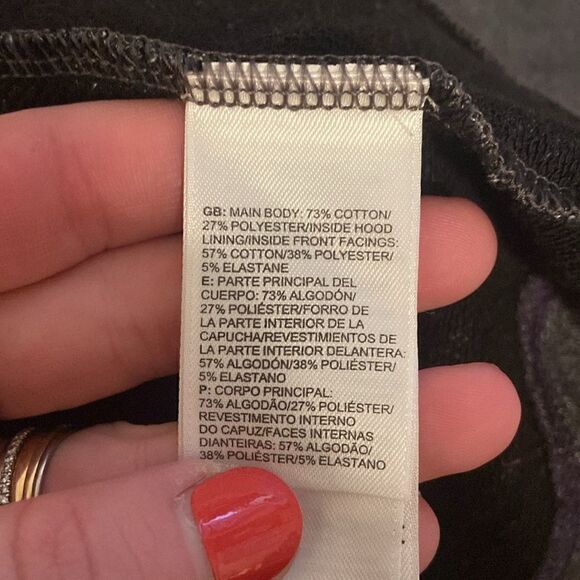 GB: MAIN BODY: 73% COTTON/
27% POLYESTER/INSIDE HOOD
LINING/INSIDE FRONT FACINGS:
57% COTTON/38% POLYESTER/
5% ELASTANE
E: PARTE PRINCIPAL DEL
CUERPO: 73% ALGODÓN/
27% POLIÉSTER/FORRO DE
LA PARTE INTERIOR DE LA
CAPUCHA/REVESTIMENTOS DE
LA PARTE INTERIOR DELANTERA:
57% ALGODÓN/38% POLIÉSTER/
5% ELASTANO
P: CORPO PRINCIPAL:
73% ALGODÃO/27% POLIÉSTER/
REVESTIMENTO INTERNO
DO CAPUZ/FACES INTERNAS
DIANTEIRAS: 57% ALGODÃO/
38% POLIÉSTER/5% ELASTANO